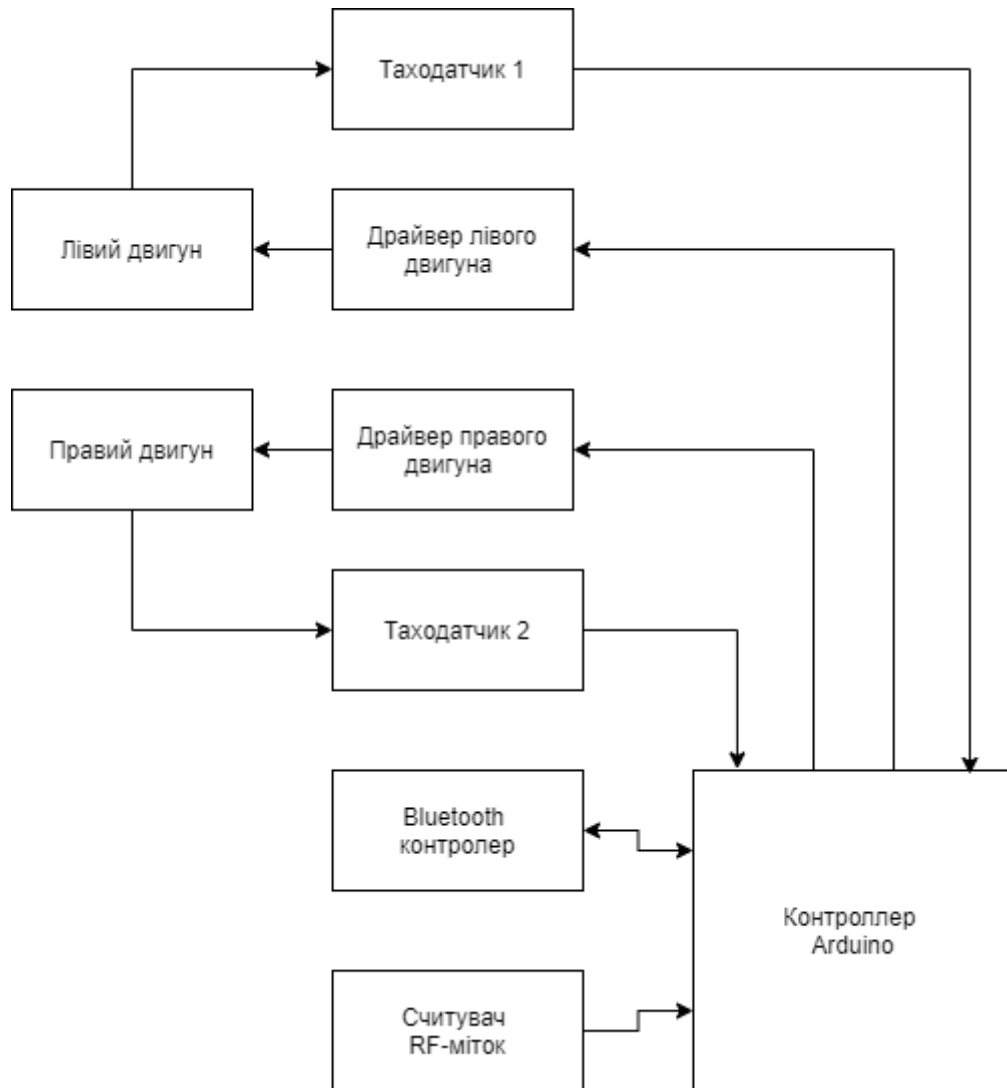 Таходатчик 1
Лівий двигун
Драйвер лівого
двигуна
Правий двигун
Драйвер правого
двигуна
Таходатчик 2
Bluetooth
контролер
Контроллер
Arduino
Считувач
RF-міток